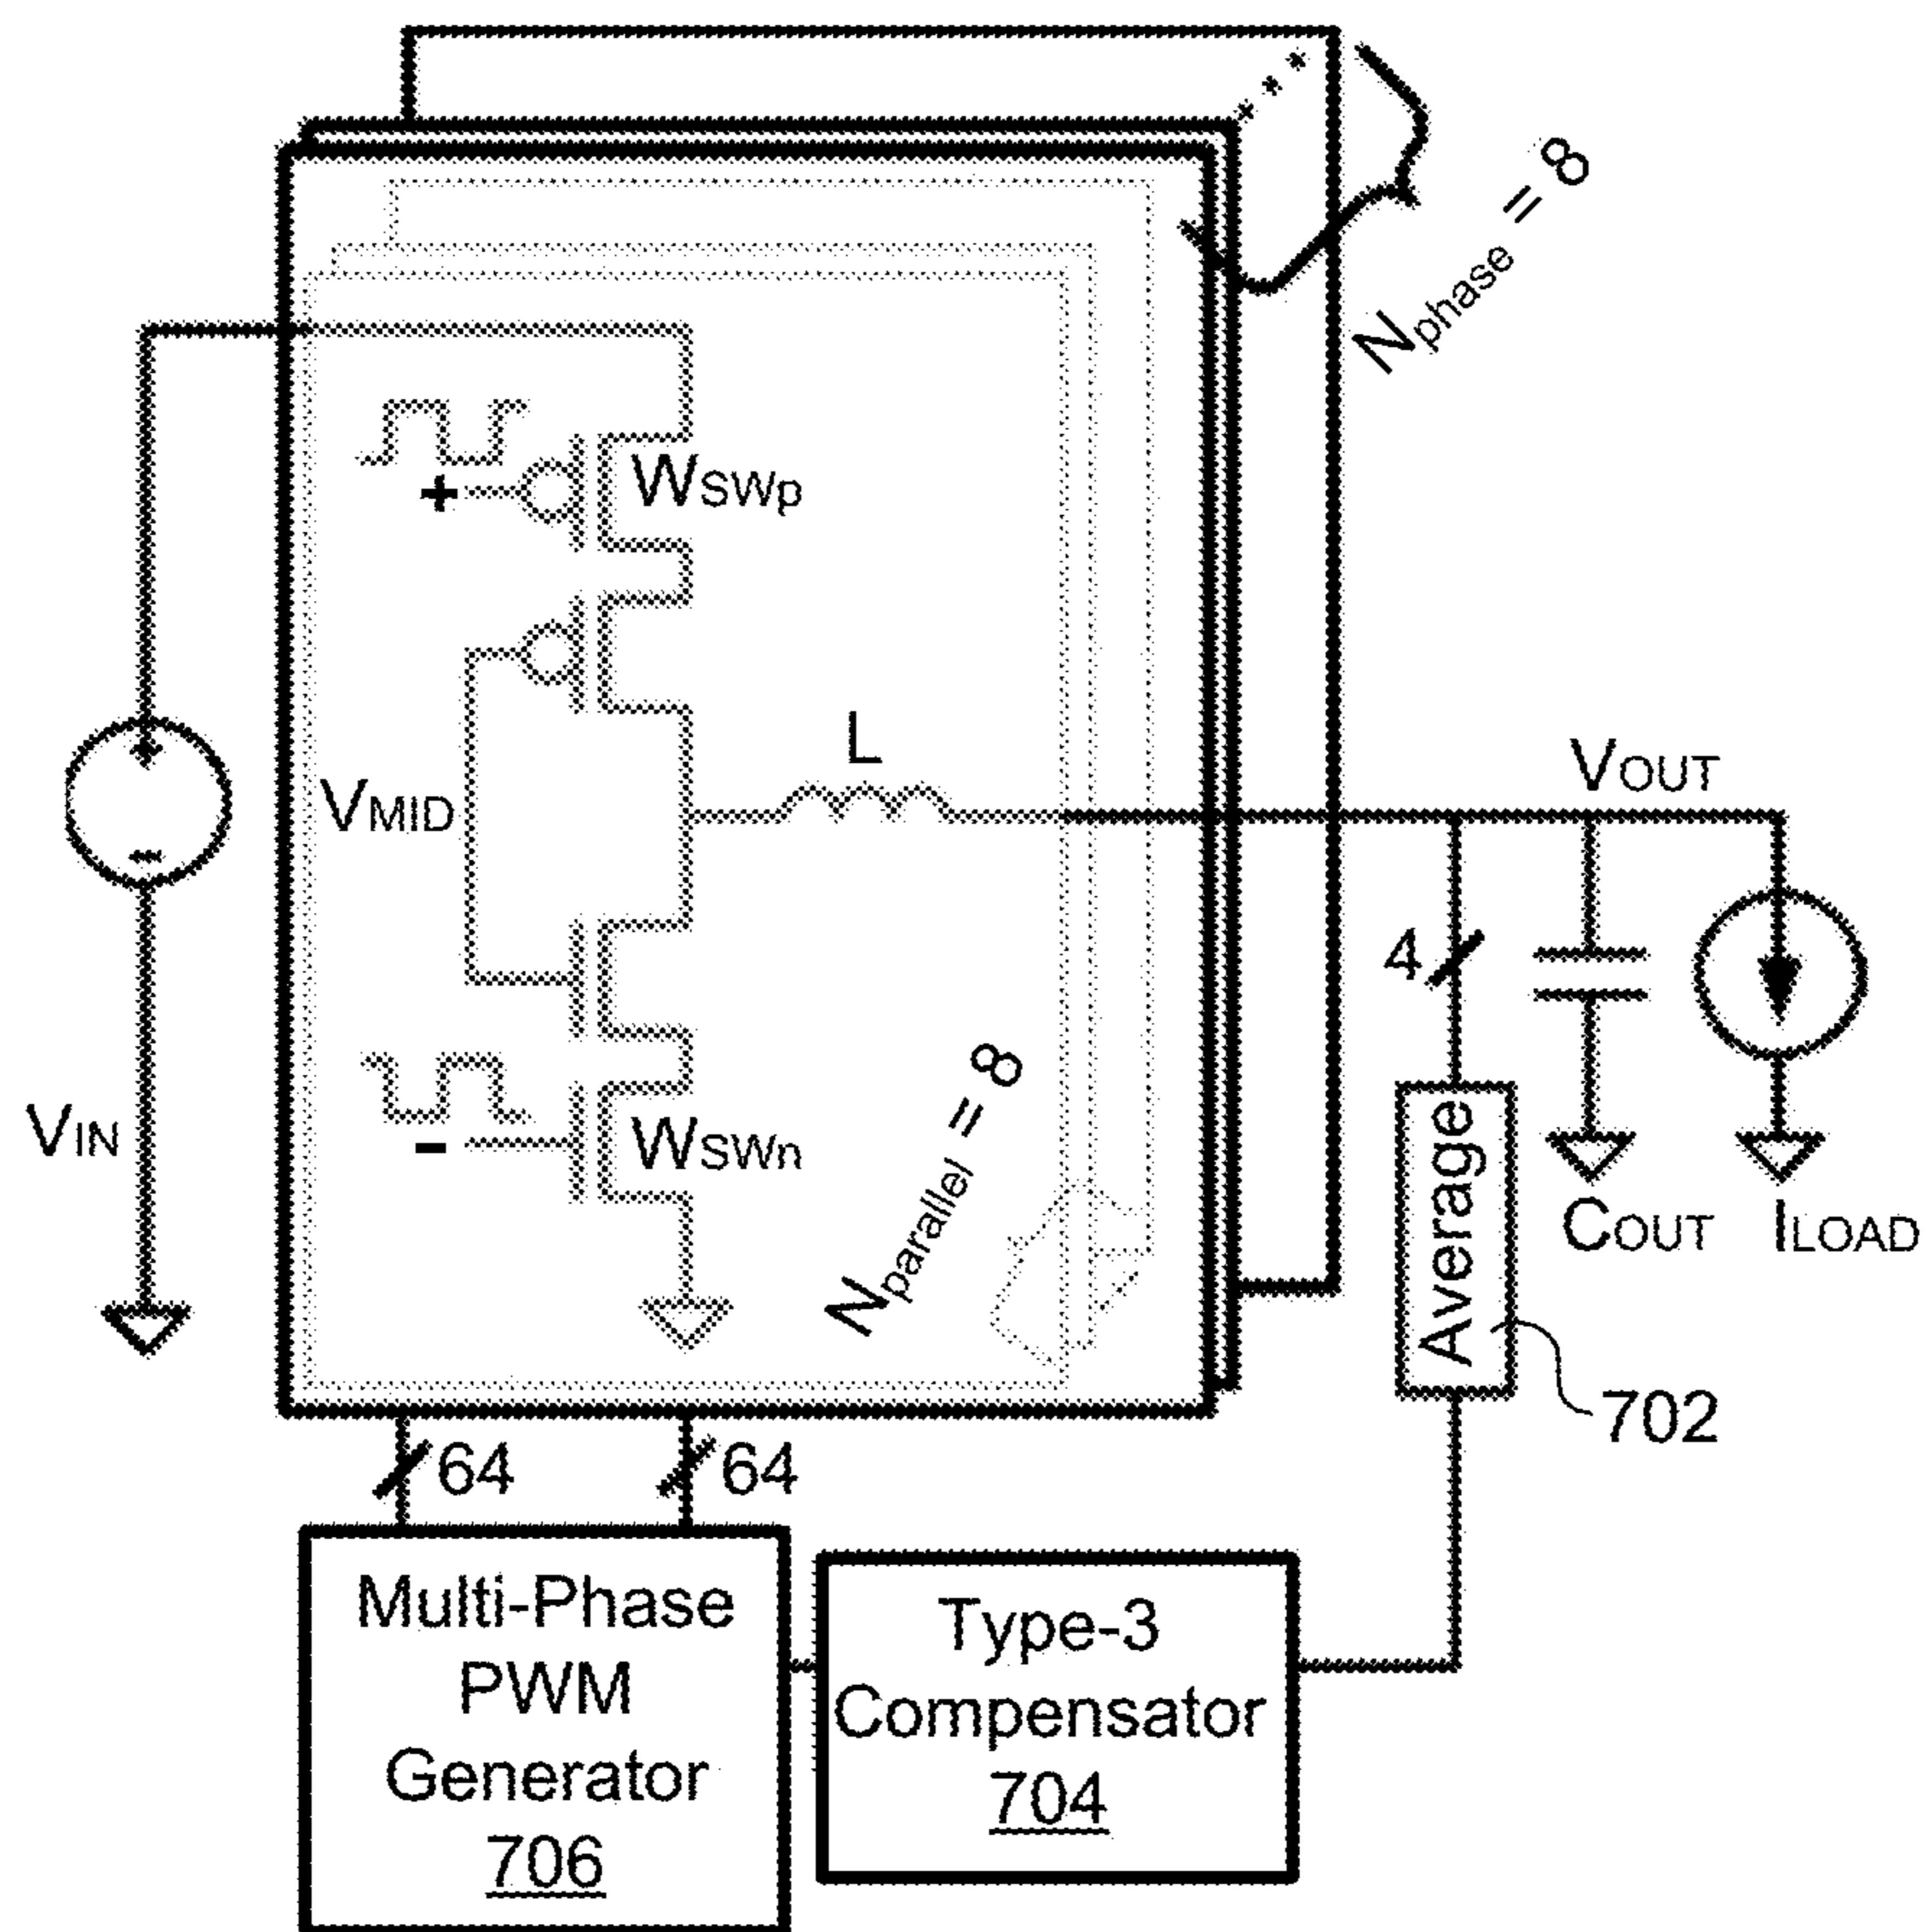 Nphase = 8
+
WSWp
L
VMID
VOUT
4
VIN
-
WSWn
Nparallel = 8
Average
COUT
ILOAD
702
64
64
Multi-Phase
PWM
Generator
706
Type-3
Compensator
704